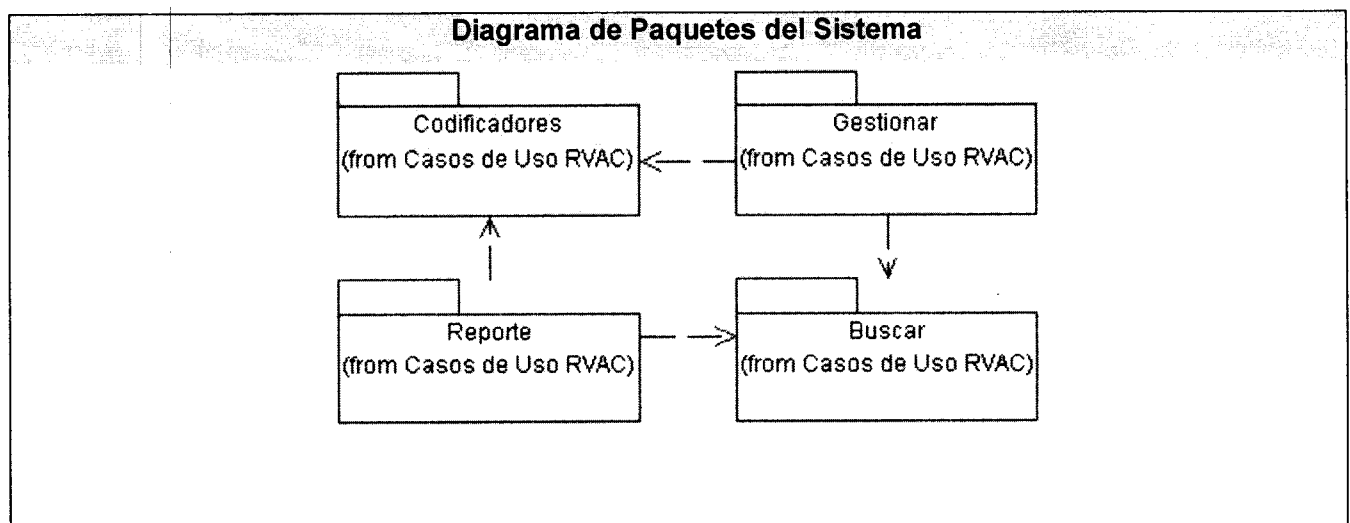 Diagrama de Paquetes del Sistema
Codificadores
(from Casos de Uso RVAC)
Gestionar
(from Casos de Uso RVAC)
Reporte
(from Casos de Uso RVAC)
Buscar
(from Casos de Uso RVAC)